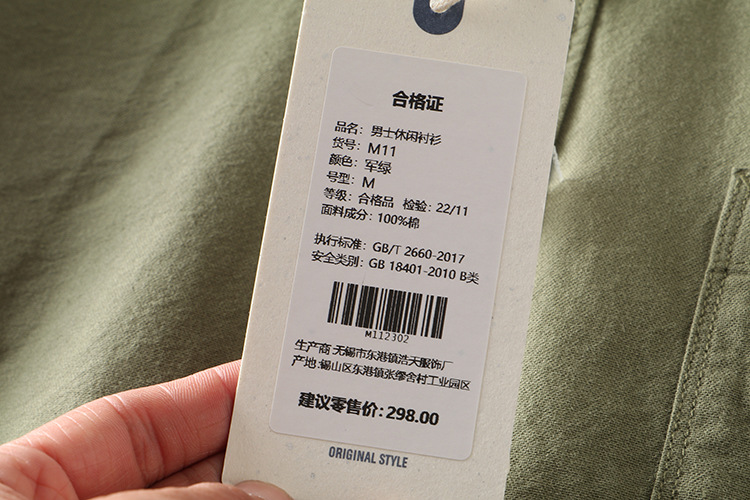 合格证
品名：男士休闲衬衫
货号：M11
颜色：军绿
号型：M
等级：合格品 检验：22/11
面料成分：100%棉
执行标准：GB/T 2660-2017
安全类别：GB 18401-2010 B类
M112302
生产商:无锡市东港镇浩天服饰厂
产地:锡山区东港镇张缪舍村工业园区
建议零售价:298.00
ORIGINAL STYLE